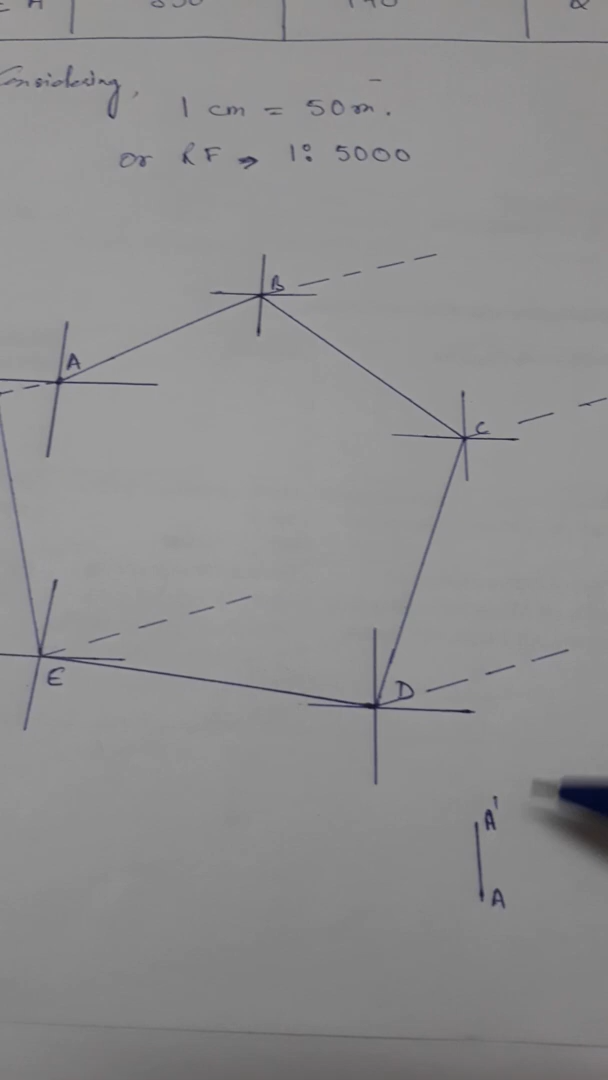 Considering,
1 cm = 50 m.
or RF → 1: 5000
B
A
C
E
D
A'
A